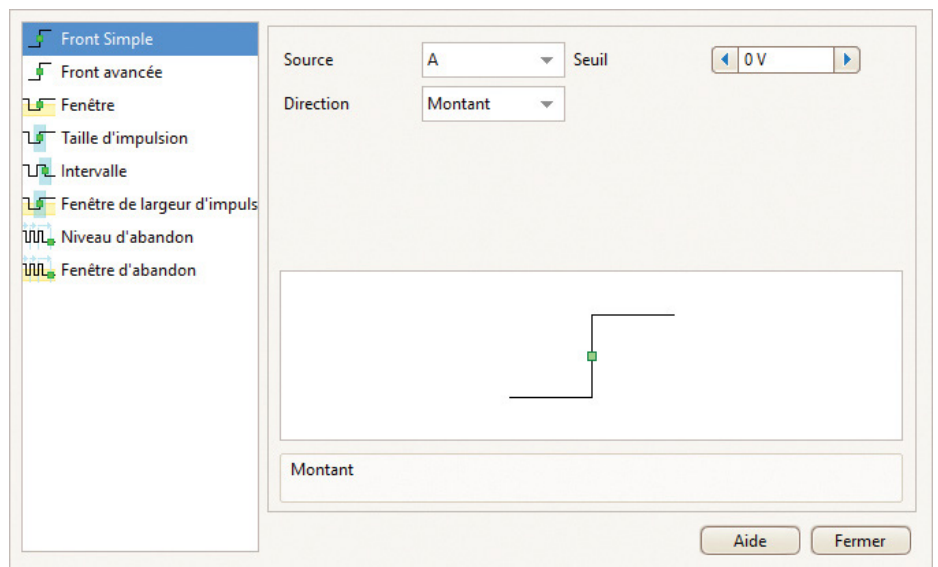 Front Simple
Front avancée
Fenêtre
Taille d'impulsion
Intervalle
Fenêtre de largeur d'impuls
Niveau d'abandon
Fenêtre d'abandon
Source A Seuil 0 V
Direction Montant
Montant
Aide Fermer